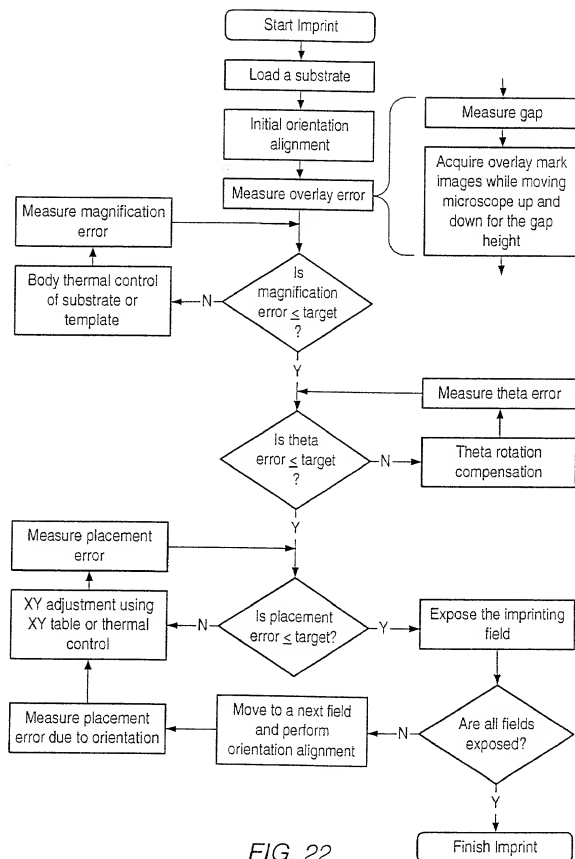 Start Imprint
Load a substrate
Initial orientation
alignment
Measure overlay error
Measure gap
Acquire overlay mark
images while moving
microscope up and
down for the gap
height
Measure magnification
error
Body thermal control
of substrate or
template
N
Is
magnification
error ≤ target
?
Y
Measure theta error
Is theta
error ≤ target
?
N
Theta rotation
compensation
Y
Measure placement
error
XY adjustment using
XY table or thermal
control
N
Is placement
error ≤ target?
Y
Expose the imprinting
field
Measure placement
error due to orientation
Move to a next field
and perform
orientation alignment
N
Are all fields
exposed?
Y
Finish Imprint
FIG. 22